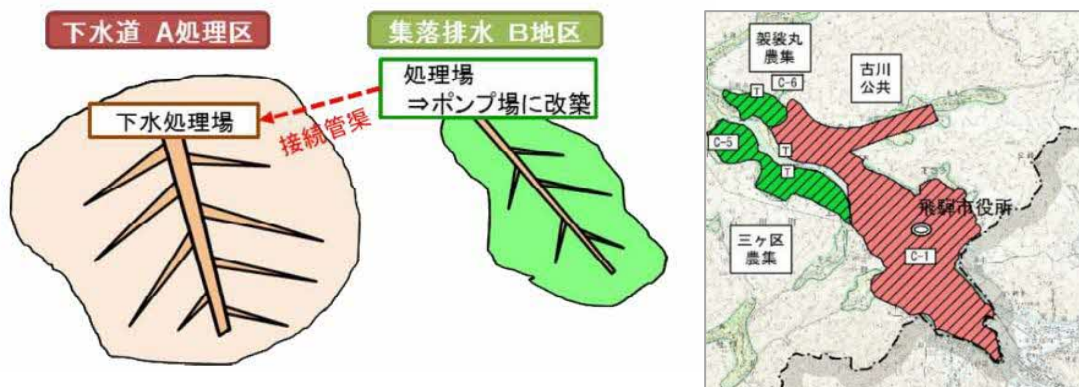 下水道 A処理区
集落排水 B地区
処理場
⇒ポンプ場に改築
下水処理場
接続管渠
袈裟丸
農集
C-6
古川
公共
T
C-5
T
T
飛騨市役所
三ヶ区
農集
C-1